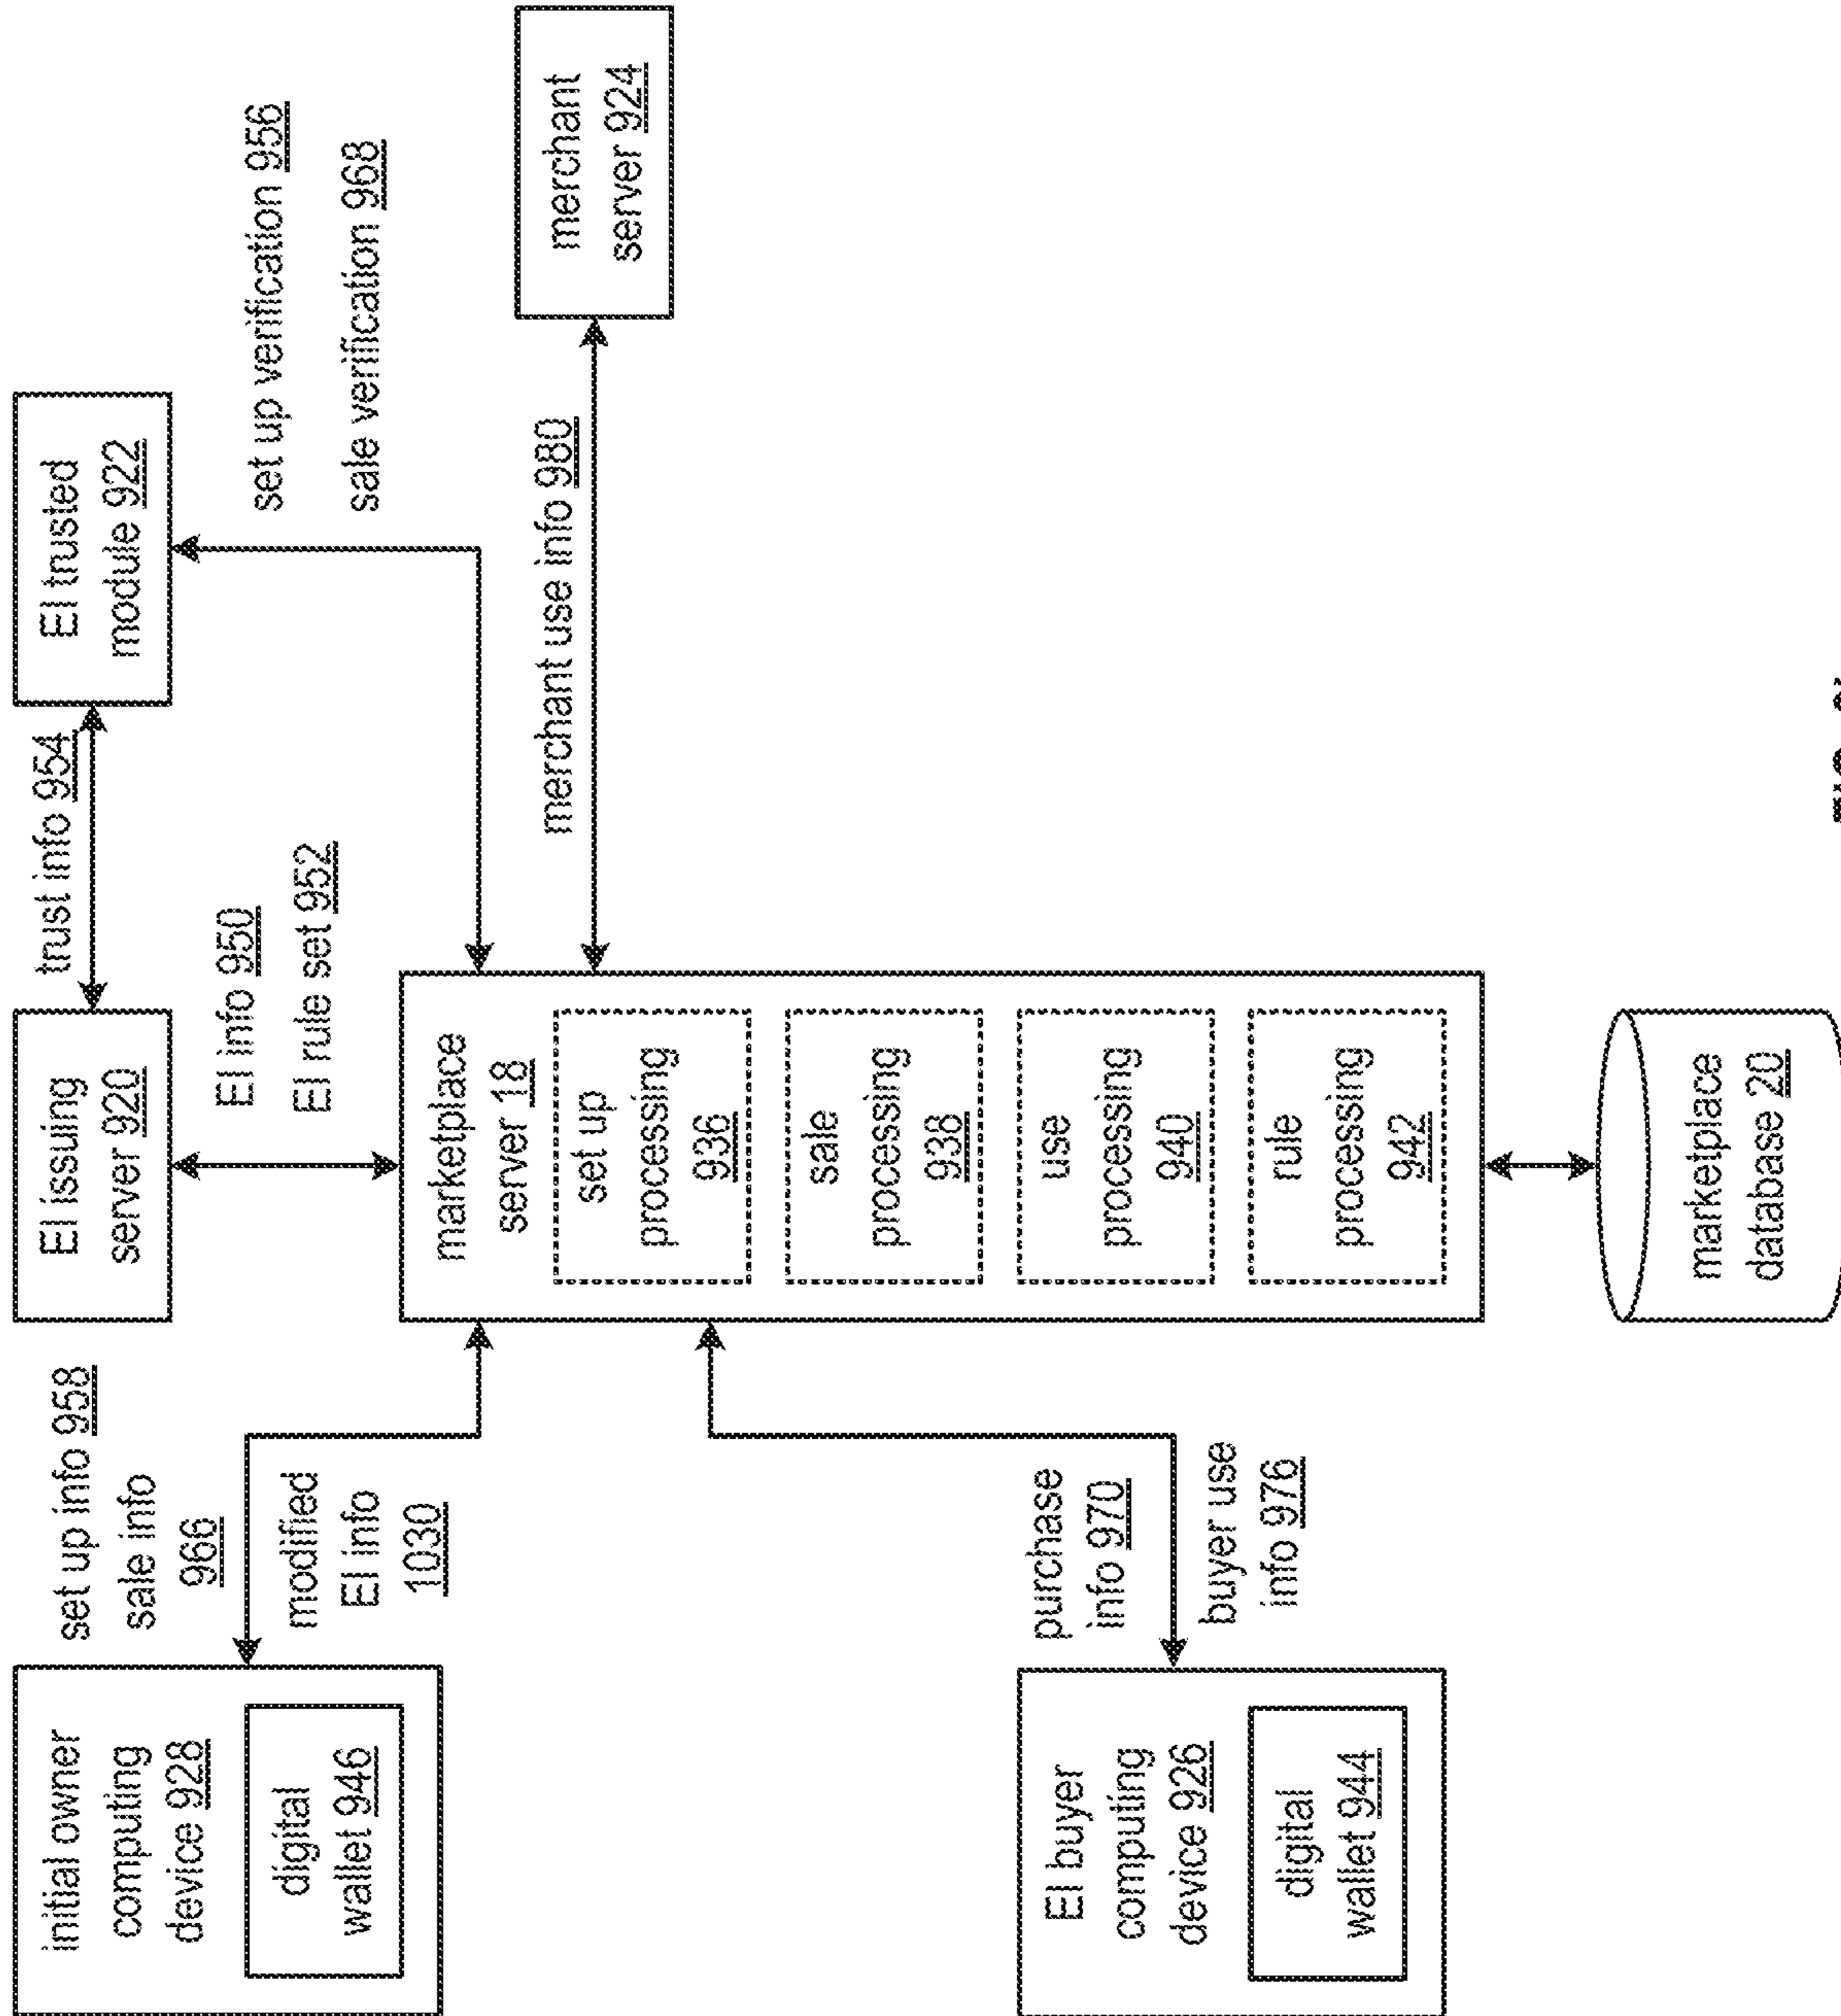 initial owner
computing
device 928
digital
wallet 946
set up info 958
sale info
966
modified
EI info
1030
EI issuing
server 920
trust info 954
EI trusted
module 922
EI info 950
EI rule set 952
set up verification 956
sale verification 968
marketplace
server 18
set up
processing
936
sale
processing
938
use
processing
940
rule
processing
942
merchant use info 980
merchant
server 924
EI buyer
computing
device 926
digital
wallet 944
purchase
info 970
buyer use
info 976
marketplace
database 20